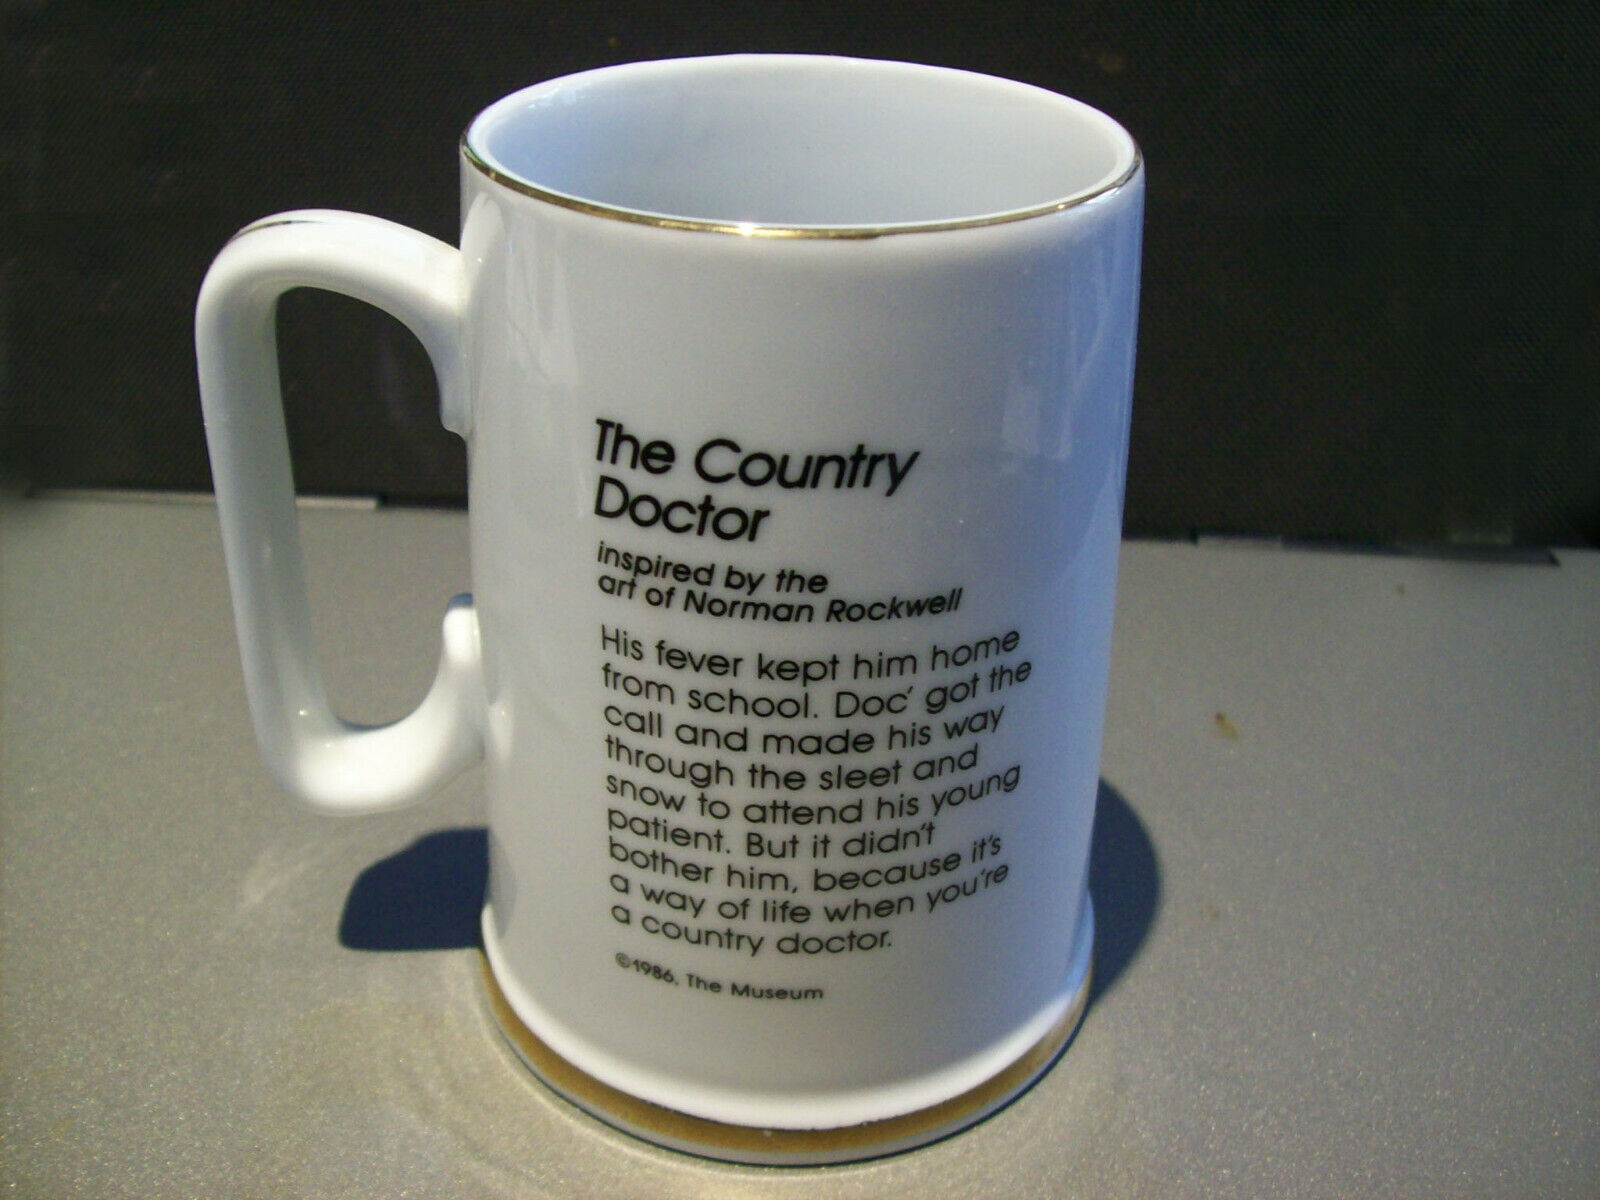 The Country
Doctor
inspired by the
art of Norman Rockwell
His fever kept him home
from school. Doc' got the
call and made his way
through the sleet and
snow to attend his young
patient. But it didn't
bother him, because it's
a way of life when you're
a country doctor.
©1986, The Museum